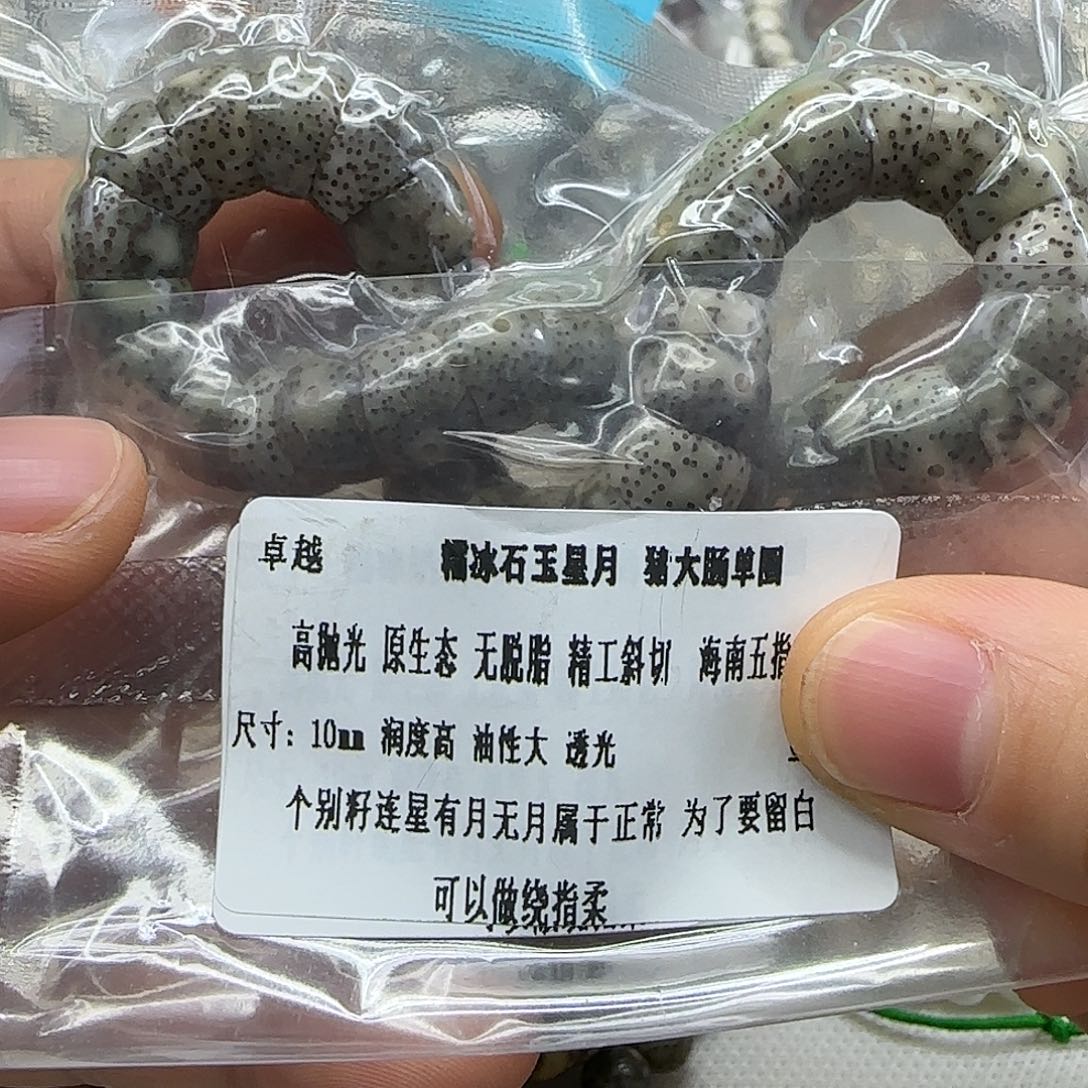 卓越 糯冰石玉星月 猪大肠单圈
高抛光 原生态 无脱脂 精工斜切 海南五指
尺寸：10mm 润度高 油性大 透光
个别籽连星有月无月属于正常 为了要留白
可以做绕指柔